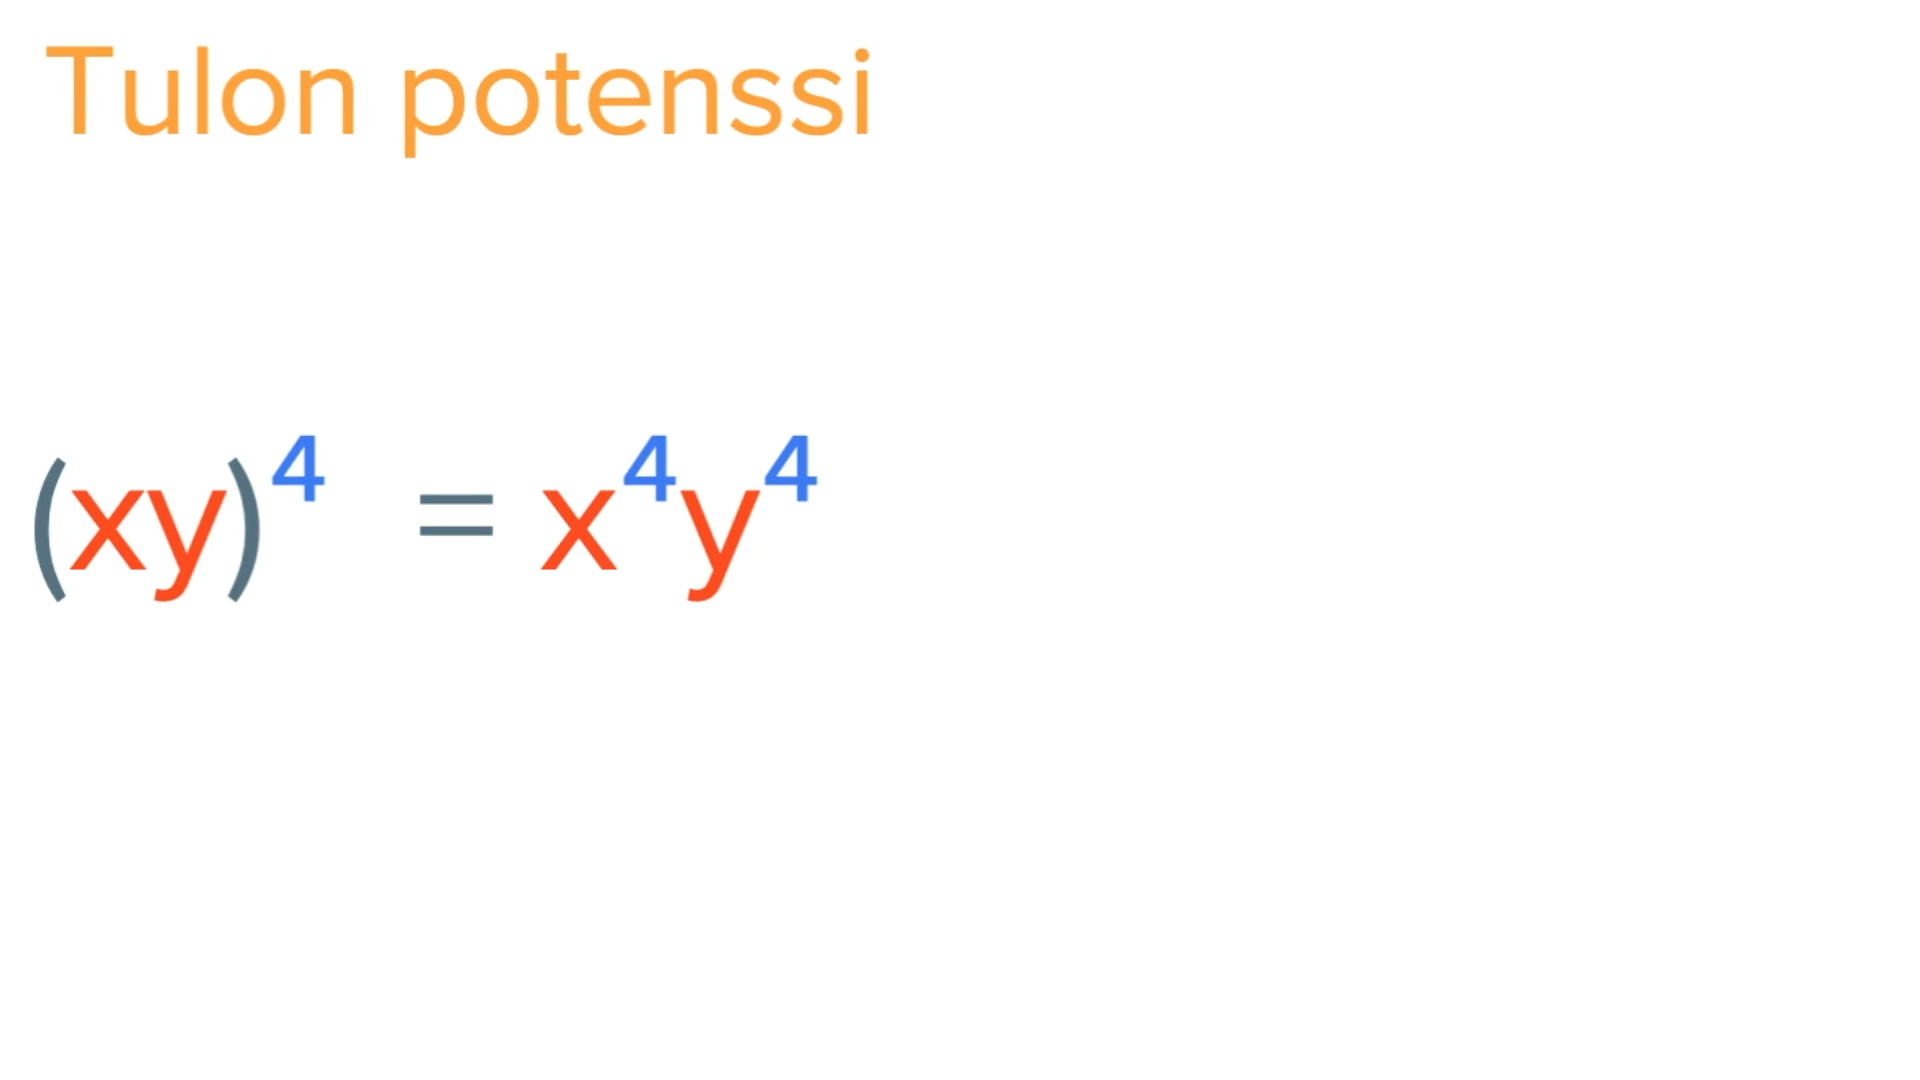 Tulon potenssi
(xy)⁴ = x⁴y⁴